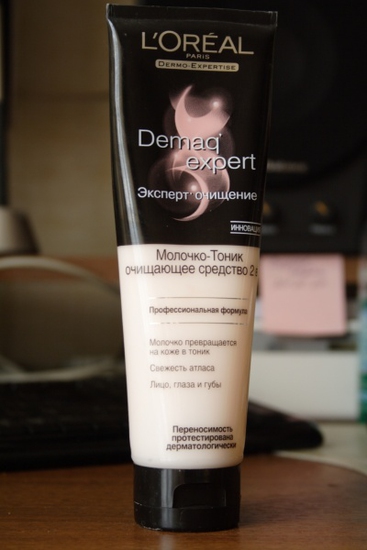 L'ORÉAL
PARIS
DERMO-EXPERTISE
Demaq'
expert
Эксперт очищение
Молочко-Тоник
очищающее средство 2 в
Профессиональная формула
Молочко превращается
на коже в тоник
Свежесть атласа
Лицо, глаза и губы
Переносимость
протестирована
дерматологически